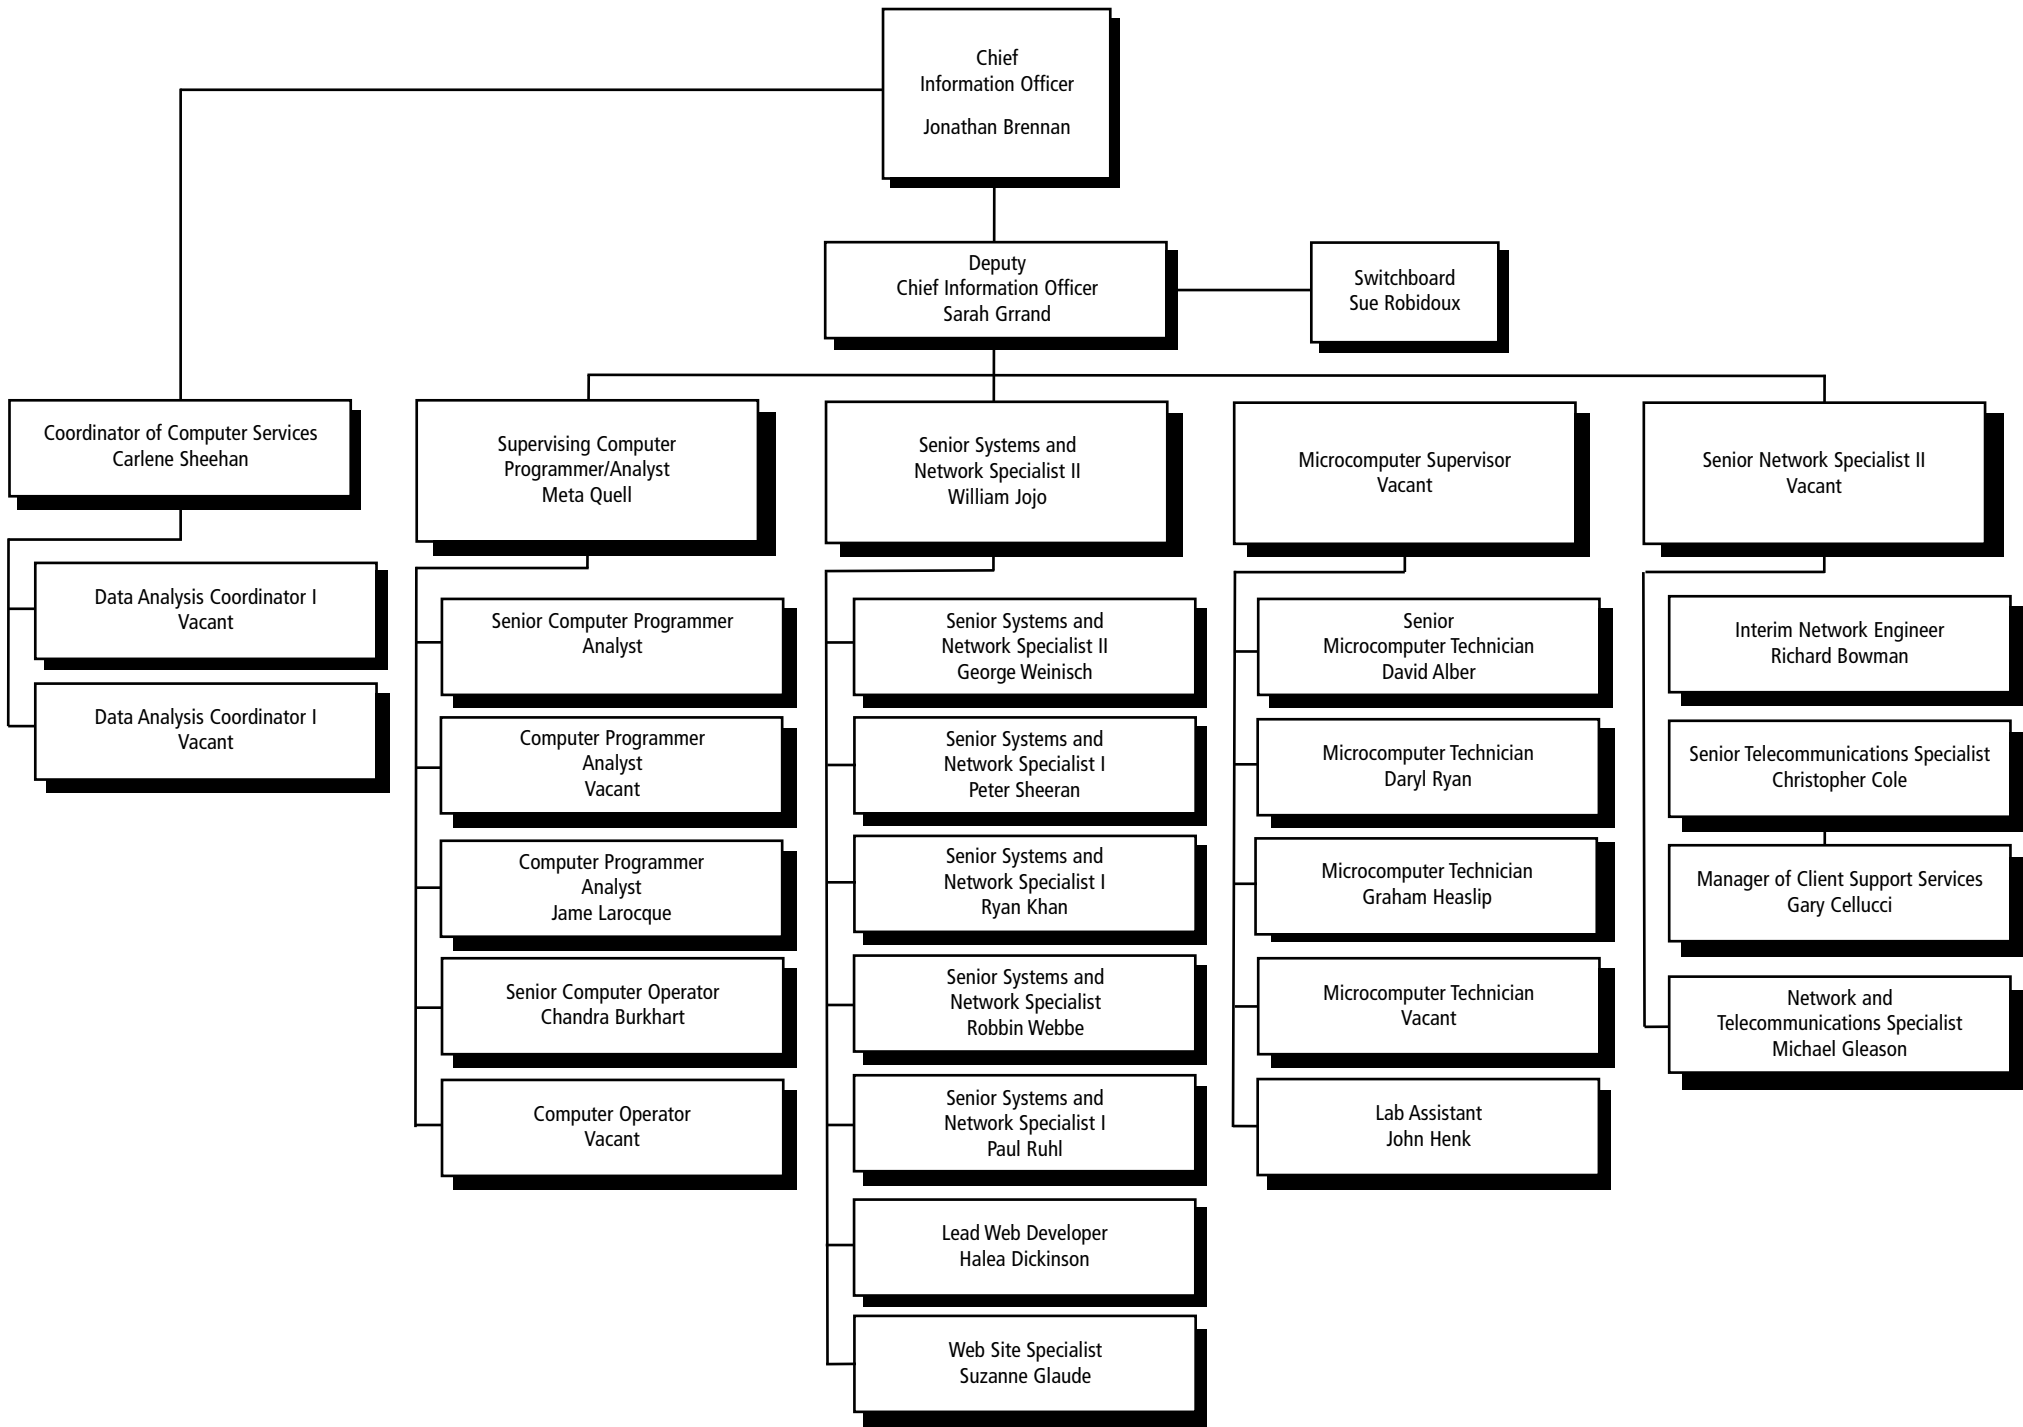 Chief
Information Officer
Jonathan Brennan
Deputy
Chief Information Officer
Sarah Grrand
Switchboard
Sue Robidoux
Coordinator of Computer Services
Carlene Sheehan
Data Analysis Coordinator I
Vacant
Data Analysis Coordinator I
Vacant
Supervising Computer
Programmer/Analyst
Meta Quell
Senior Computer Programmer
Analyst
Computer Programmer
Analyst
Vacant
Computer Programmer
Analyst
Jame Larocque
Senior Computer Operator
Chandra Burkhart
Computer Operator
Vacant
Senior Systems and
Network Specialist II
William Jojo
Senior Systems and
Network Specialist II
George Weinisch
Senior Systems and
Network Specialist I
Peter Sheeran
Senior Systems and
Network Specialist I
Ryan Khan
Senior Systems and
Network Specialist
Robbin Webbe
Senior Systems and
Network Specialist I
Paul Ruhl
Lead Web Developer
Halea Dickinson
Web Site Specialist
Suzanne Glaude
Microcomputer Supervisor
Vacant
Senior
Microcomputer Technician
David Alber
Microcomputer Technician
Daryl Ryan
Microcomputer Technician
Graham Heaslip
Microcomputer Technician
Vacant
Lab Assistant
John Henk
Senior Network Specialist II
Vacant
Interim Network Engineer
Richard Bowman
Senior Telecommunications Specialist
Christopher Cole
Manager of Client Support Services
Gary Cellucci
Network and
Telecommunications Specialist
Michael Gleason